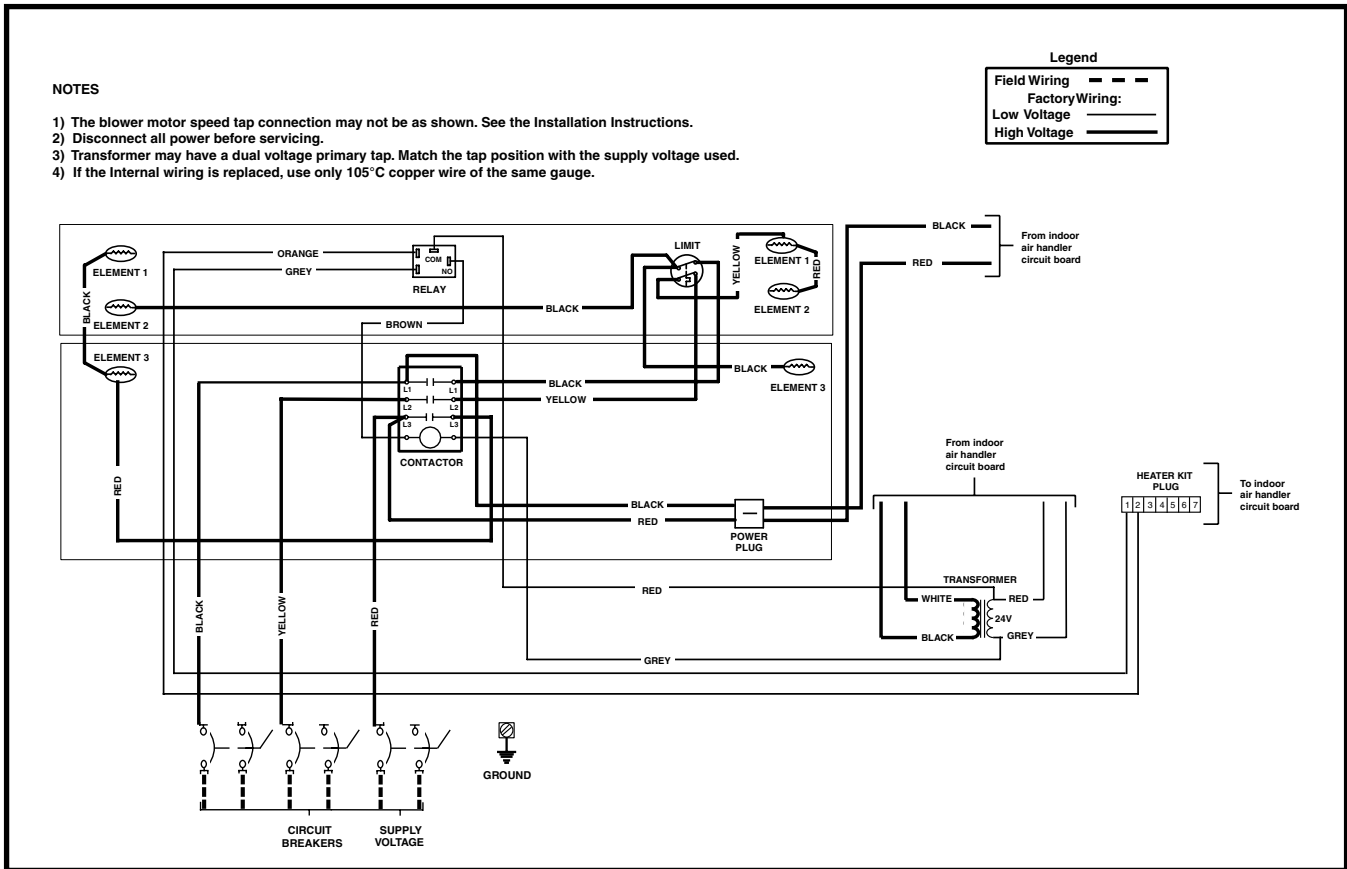 NOTES
1) The blower motor speed tap connection may not be as shown. See the Installation Instructions.
2) Disconnect all power before servicing.
3) Transformer may have a dual voltage primary tap. Match the tap position with the supply voltage used.
4) If the Internal wiring is replaced, use only 105°C copper wire of the same gauge.
Legend
Field Wiring
FactoryWiring:
Low Voltage
High Voltage
ELEMENT 1
BLACK
ELEMENT 2
ELEMENT 3
ORANGE
GREY
COM
NO
RELAY
BROWN
BLACK
LIMIT
YELLOW
ELEMENT 1
RED
ELEMENT 2
BLACK
ELEMENT 3
BLACK
RED
From indoor
air handler
circuit board
L1
L1
L2
L2
L3
L3
CONTACTOR
BLACK
YELLOW
RED
BLACK
RED
POWER
PLUG
From indoor
air handler
circuit board
HEATER KIT
PLUG
1 2 3 4 5 6 7
To indoor
air handler
circuit board
TRANSFORMER
WHITE
RED
24V
BLACK
GREY
RED
GREY
BLACK
YELLOW
RED
GROUND
CIRCUIT
BREAKERS
SUPPLY
VOLTAGE